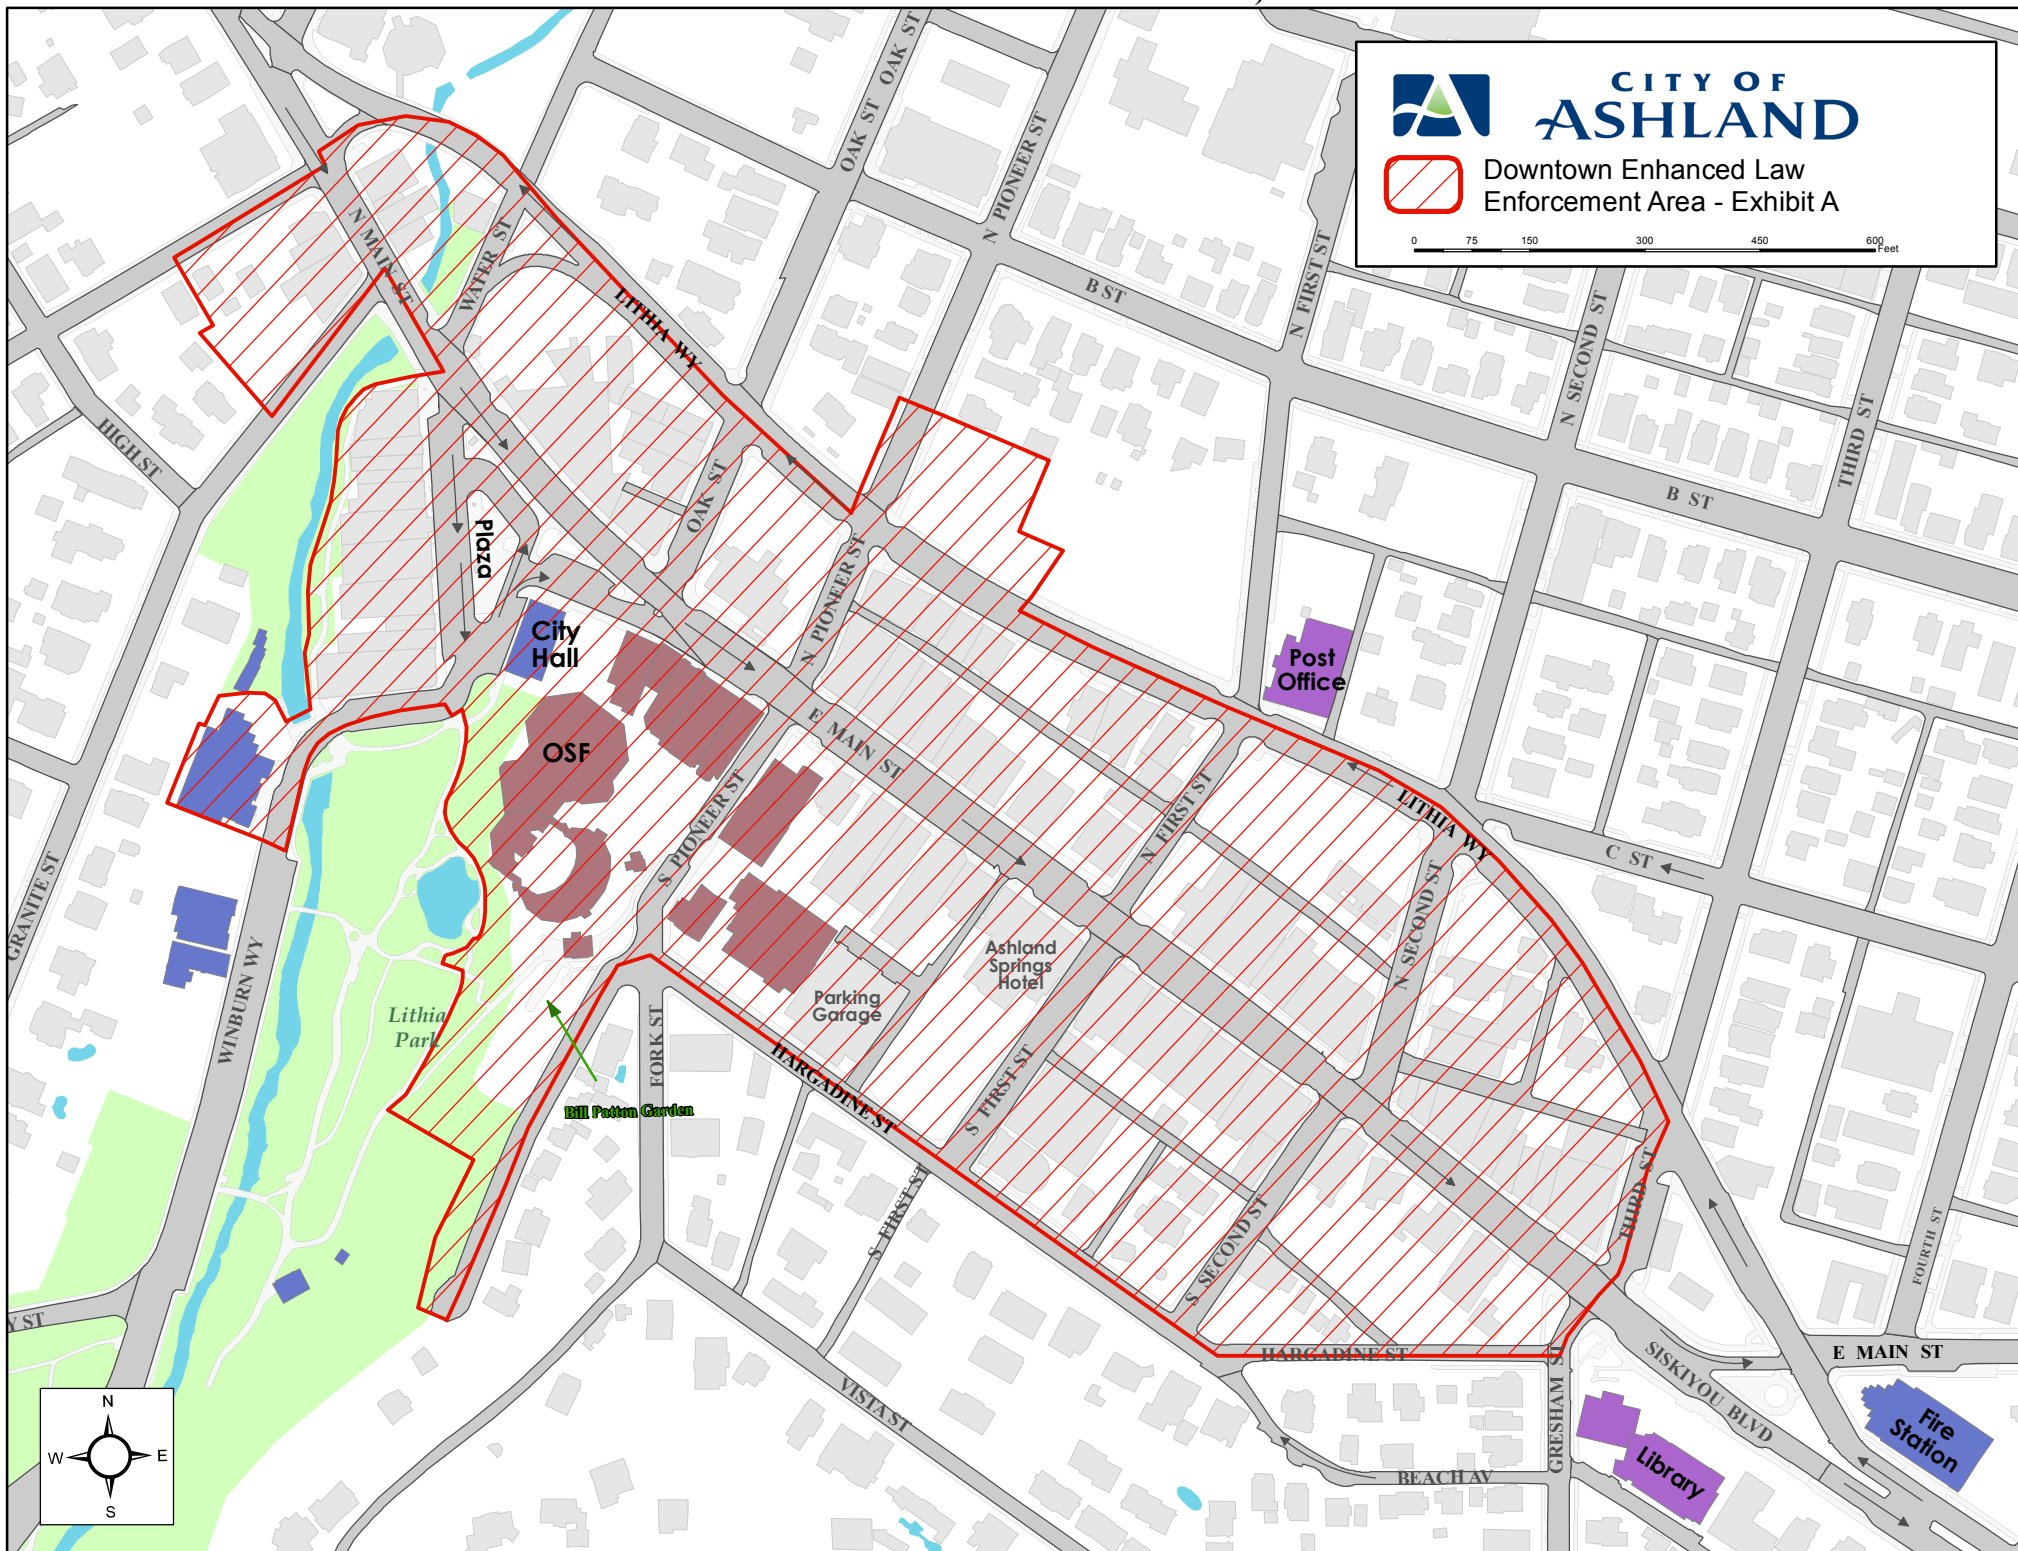 CITY OF
ASHLAND
Downtown Enhanced Law
Enforcement Area - Exhibit A
0 75 150 300 450 600
Feet
OAK ST
OAK ST
N PIONEER ST
N MAIN ST
WATER ST
LITHIA WY
B ST
N FIRST ST
N SECOND ST
THIRD ST
HIGH ST
OAK ST
Plaza
B ST
N PIONEER ST
City
Hall
Post
Office
OSF
E MAIN ST
S PIONEER ST
N FIRST ST
LITHIA WY
C ST
GRANITE ST
N SECOND ST
WINBURN WY
Ashland
Springs
Hotel
Parking
Garage
Lithia
Park
FORK ST
HARGADINE ST
S FIRST ST
Bill Patton Garden
S FIRST ST
THIRD ST
S SECOND ST
FOURTH ST
Y ST
HARGADINE ST
E MAIN ST
SISKIYOU BLVD
VISTA ST
GRESHAM ST
Fire
Station
Library
BEACH AV
N
W E
S